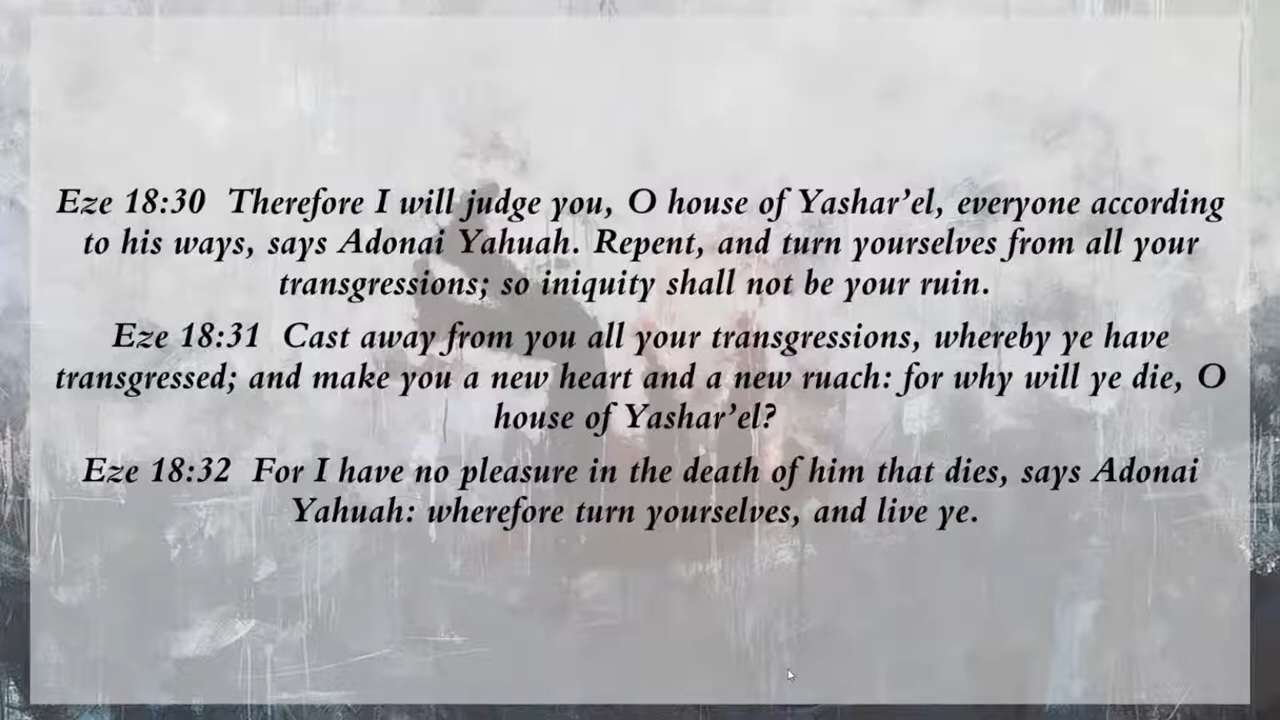 Eze 18:30  Therefore I will judge you, O house of Yashar’el, everyone according
to his ways, says Adonai Yahuah. Repent, and turn yourselves from all your
transgressions; so iniquity shall not be your ruin.
Eze 18:31  Cast away from you all your transgressions, whereby ye have
transgressed; and make you a new heart and a new ruach: for why will ye die, O
house of Yashar’el?
Eze 18:32  For I have no pleasure in the death of him that dies, says Adonai
Yahuah: wherefore turn yourselves, and live ye.